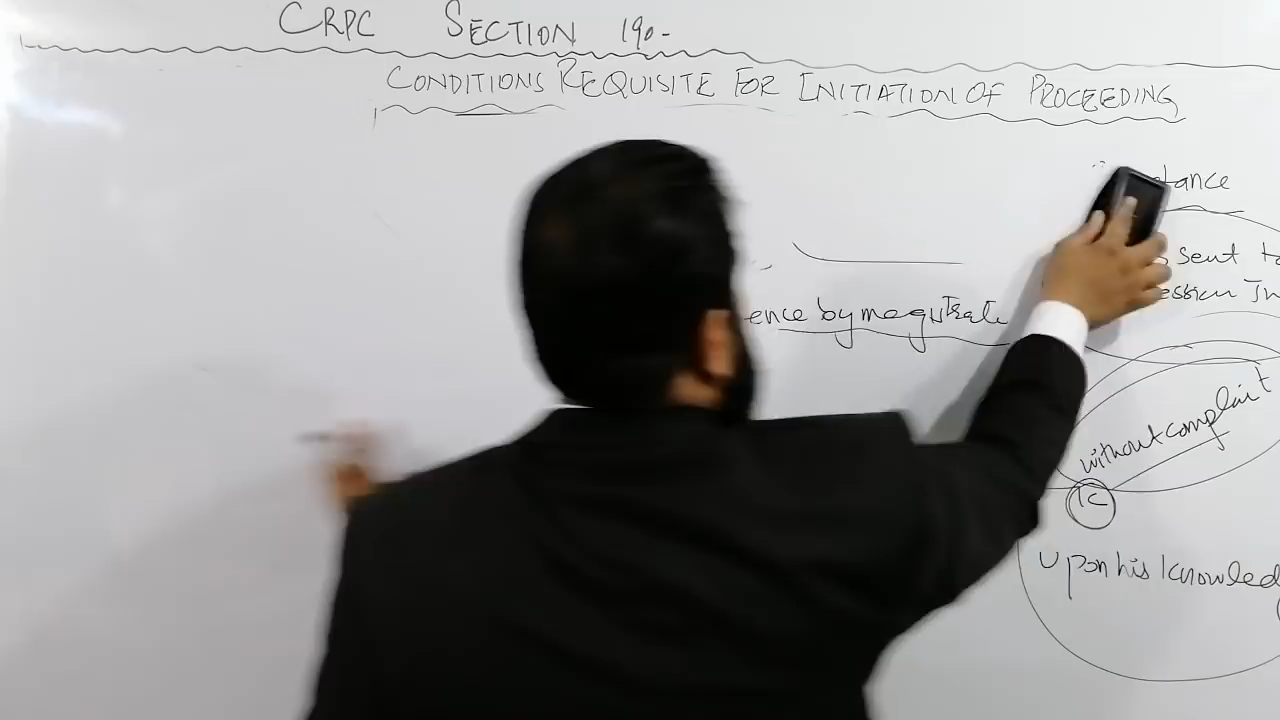 CRPC SECTION 190-
CONDITIONS REQUISITE FOR INITIATION OF PROCEEDING
tance
sent to
ession In
ence by magistrate
without complaint
upon his knowled